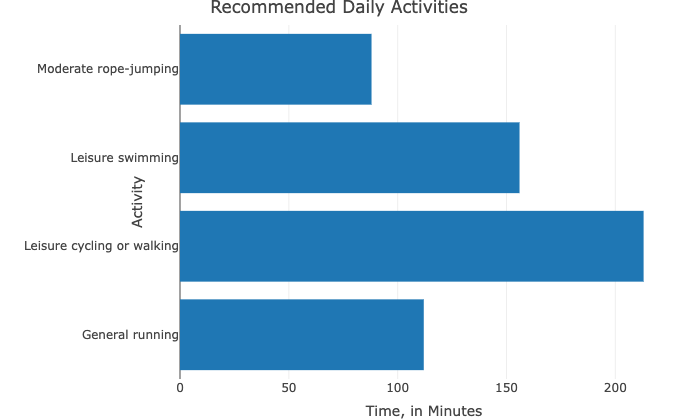 Recommended Daily Activities
Moderate rope-jumping
Leisure swimming
Activity
Leisure cycling or walking
General running
0 50 100 150 200
Time, in Minutes